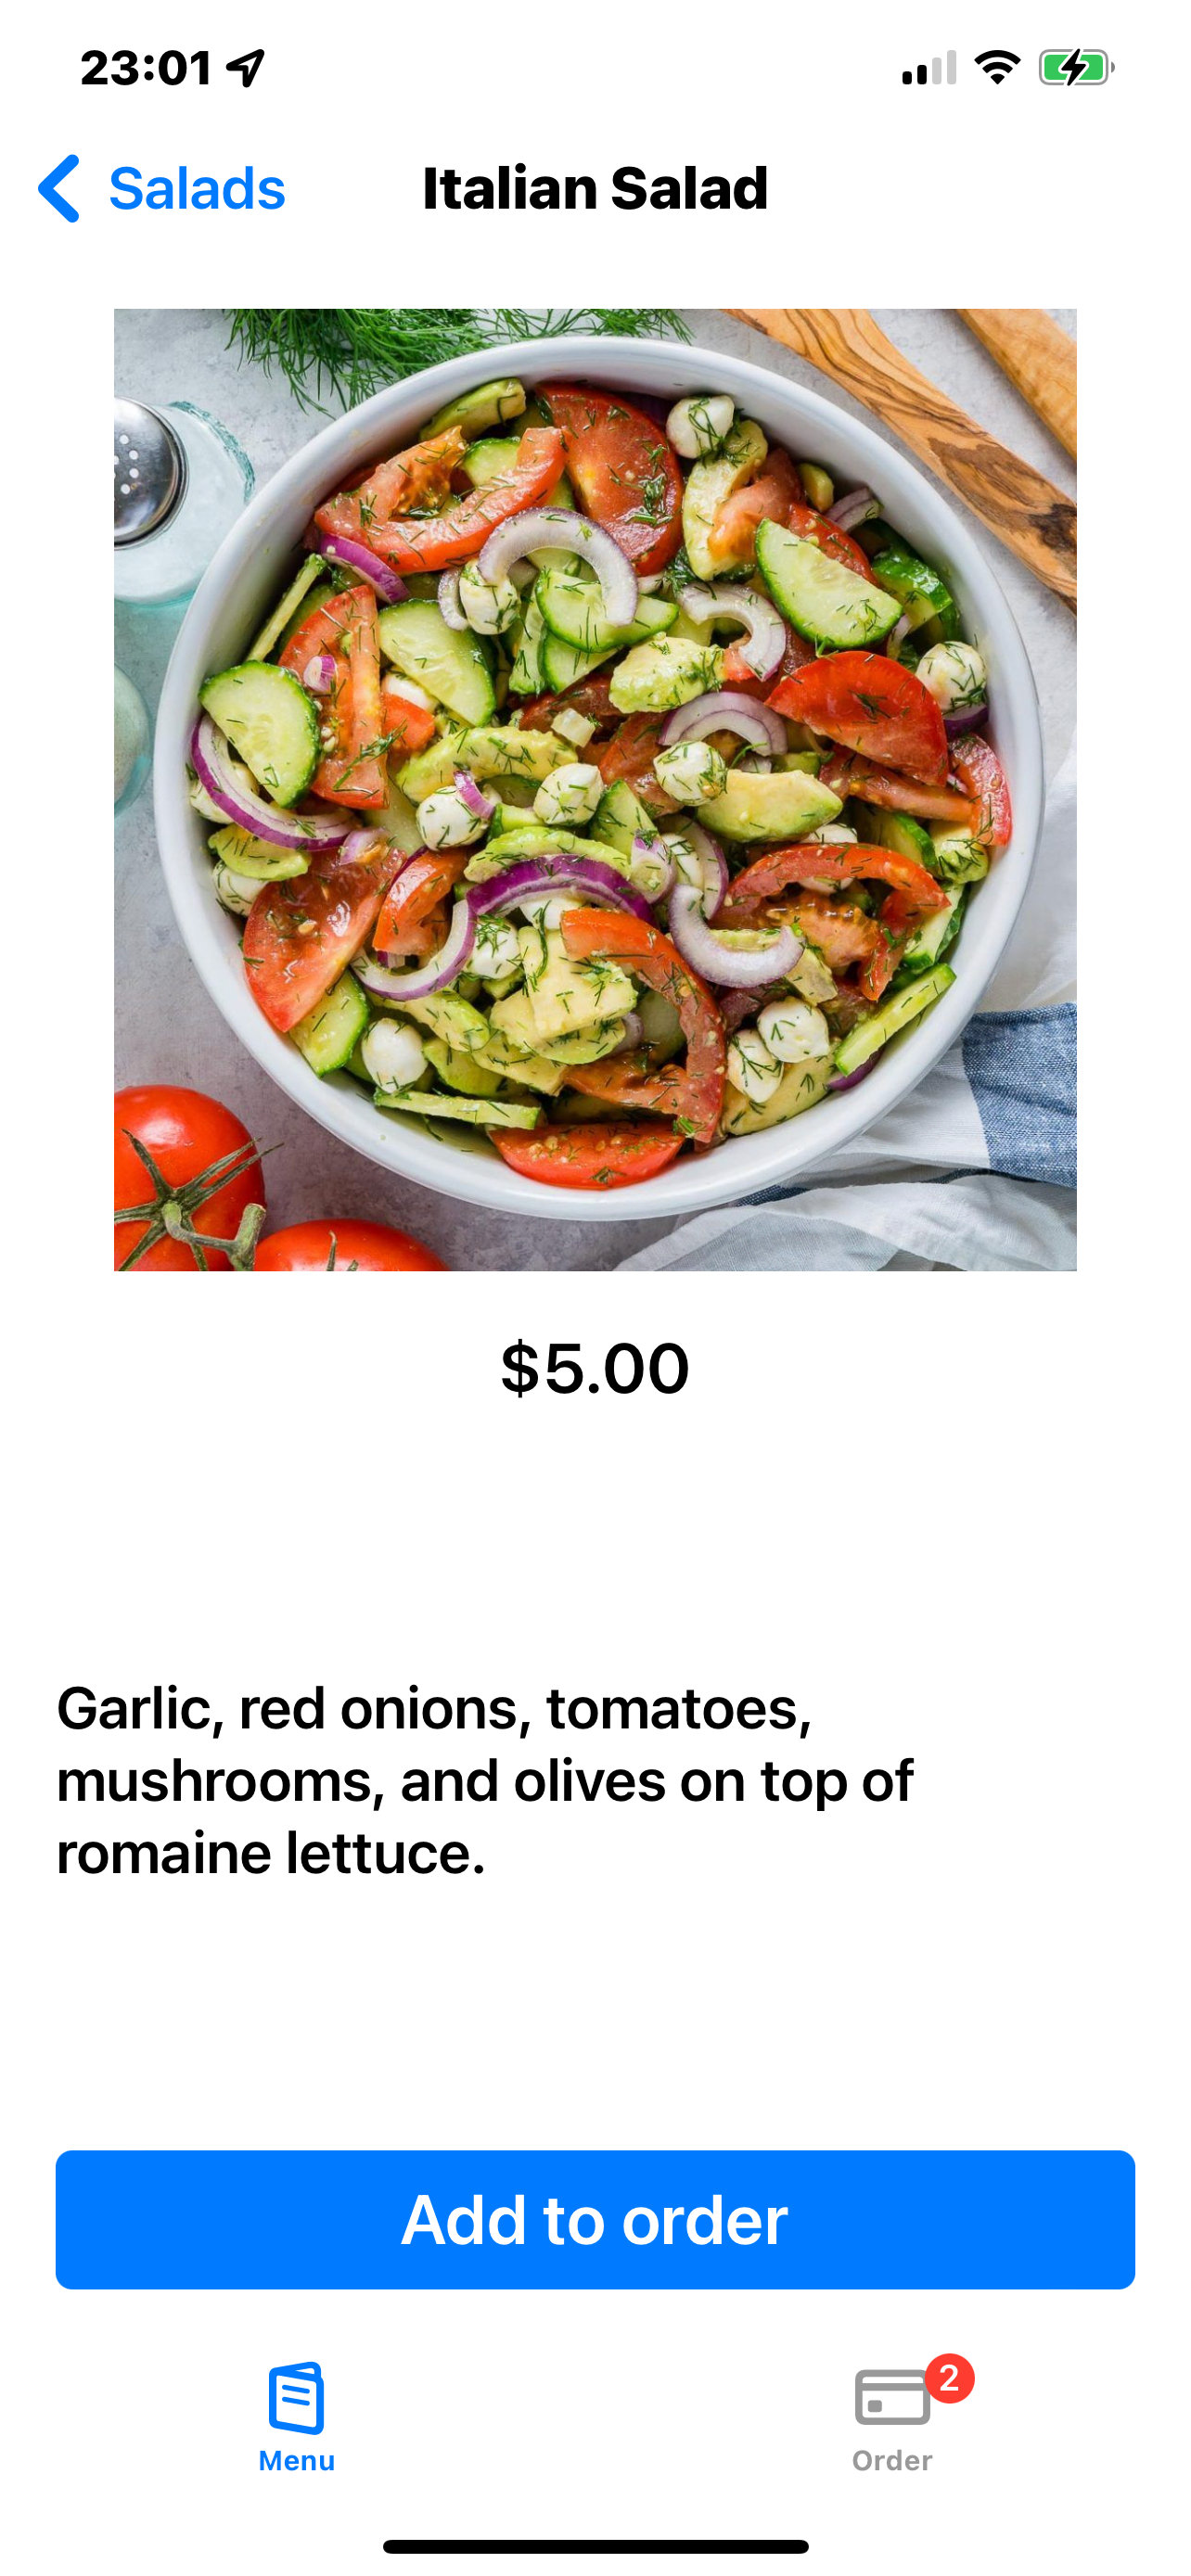 23:01
Salads
Italian Salad
$5.00
Garlic, red onions, tomatoes,
mushrooms, and olives on top of
romaine lettuce.
Add to order
2
Menu
Order